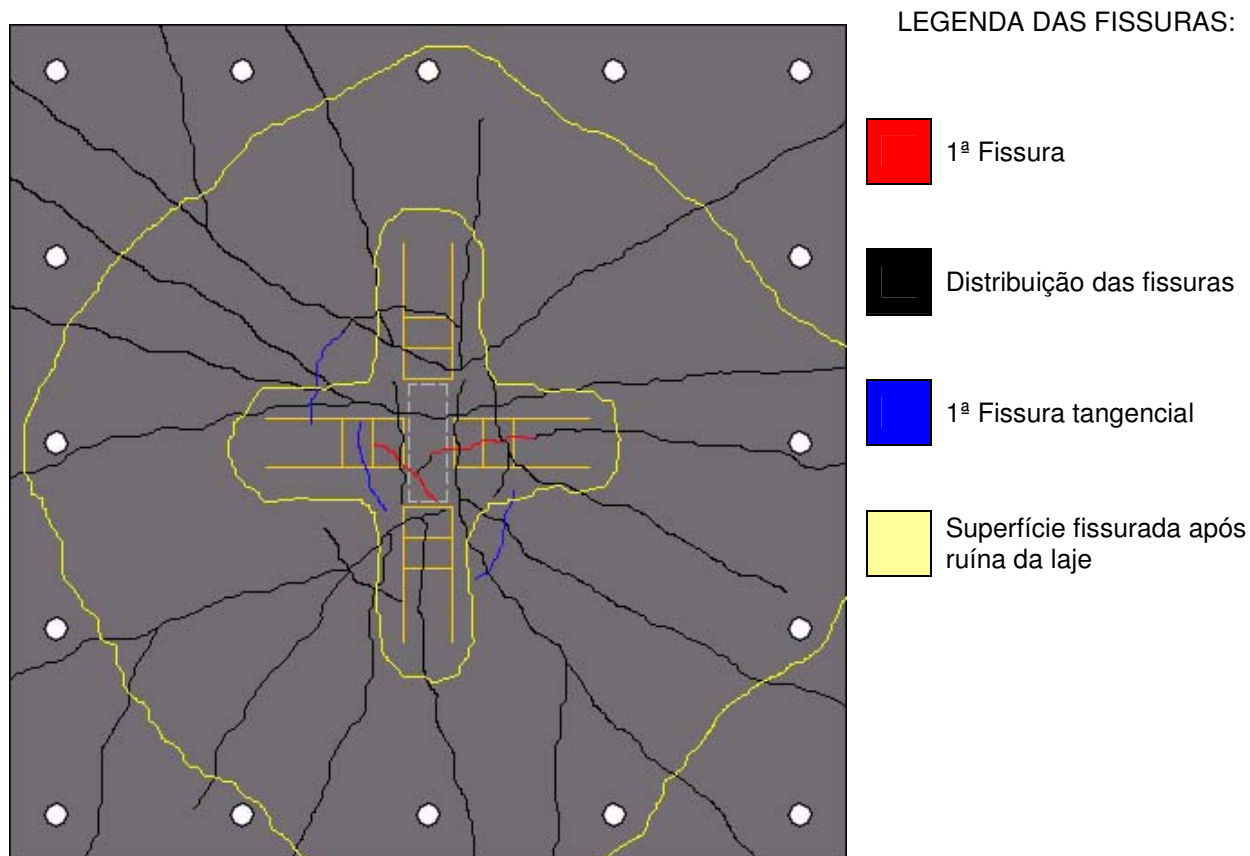 LEGENDA DAS FISSURAS:
1ª Fissura
Distribuição das fissuras
1ª Fissura tangencial
Superfície fissurada após
ruína da laje